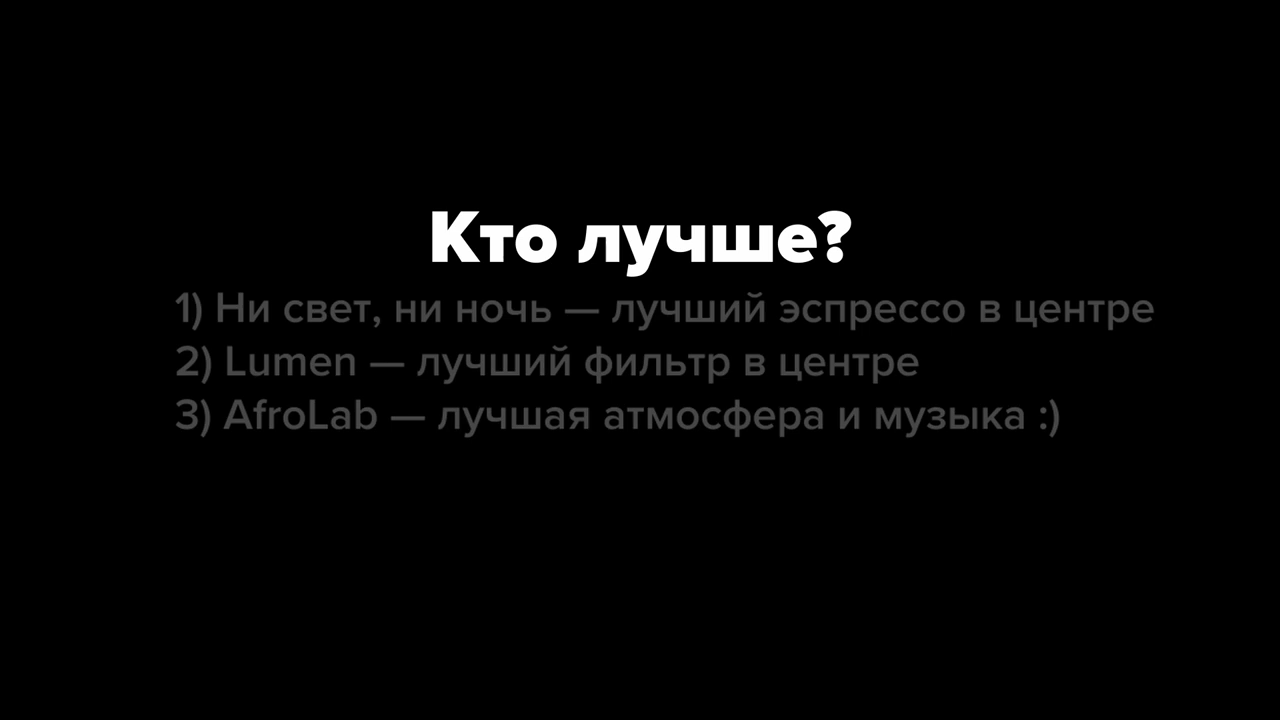 Кто лучше?
1) Ни свет, ни ночь — лучший эспрессо в центре
2) Lumen — лучший фильтр в центре
3) AfroLab — лучшая атмосфера и музыка :)